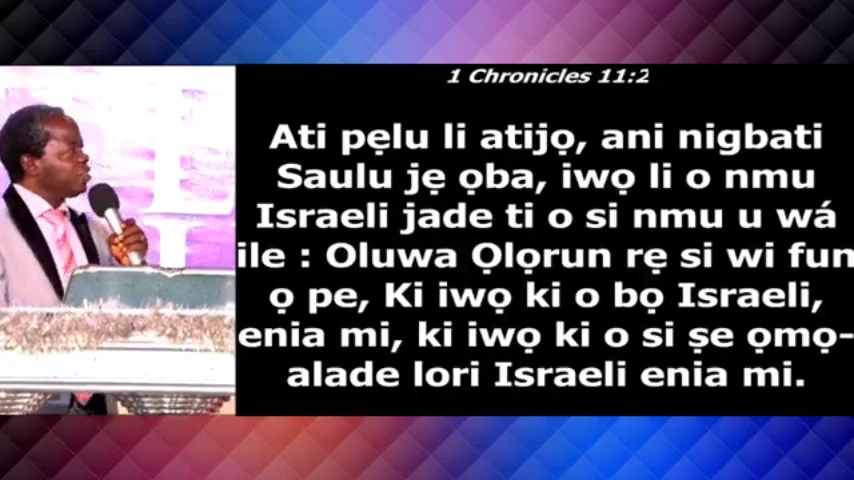 1 Chronicles 11:2
Ati pẹlu li atijọ, ani nigbati
Saulu jẹ ọba, iwọ li o nmu
Israeli jade ti o si nmu u wá
ile : Oluwa Ọlọrun rẹ si wi fun
ọ pe, Ki iwọ ki o bọ Israeli,
enia mi, ki iwọ ki o si ṣe ọmọ-
alade lori Israeli enia mi.